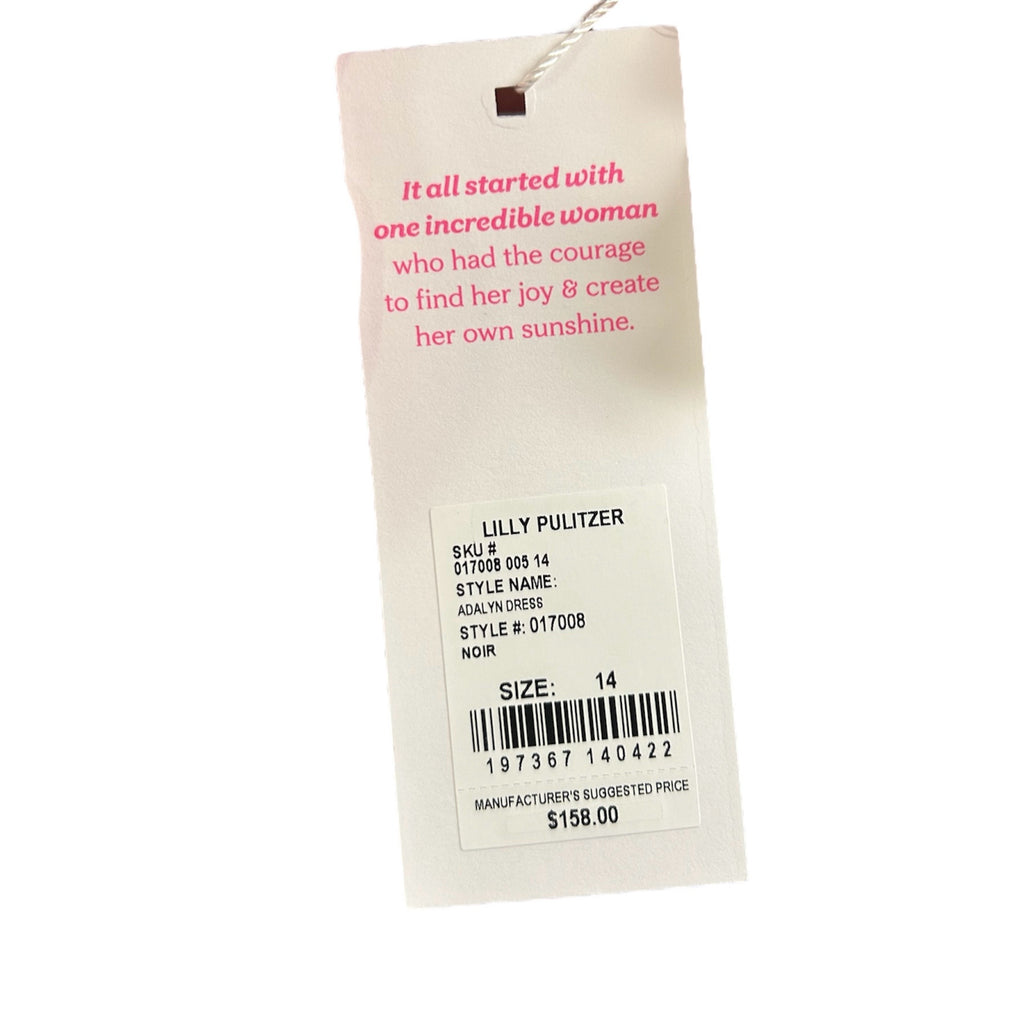 It all started with
one incredible woman
who had the courage
to find her joy & create
her own sunshine.
LILLY PULITZER
SKU #
017008 005 14
STYLE NAME:
ADALYN DRESS
STYLE #: 017008
NOIR
SIZE: 14
197367 140422
MANUFACTURER'S SUGGESTED PRICE
$158.00